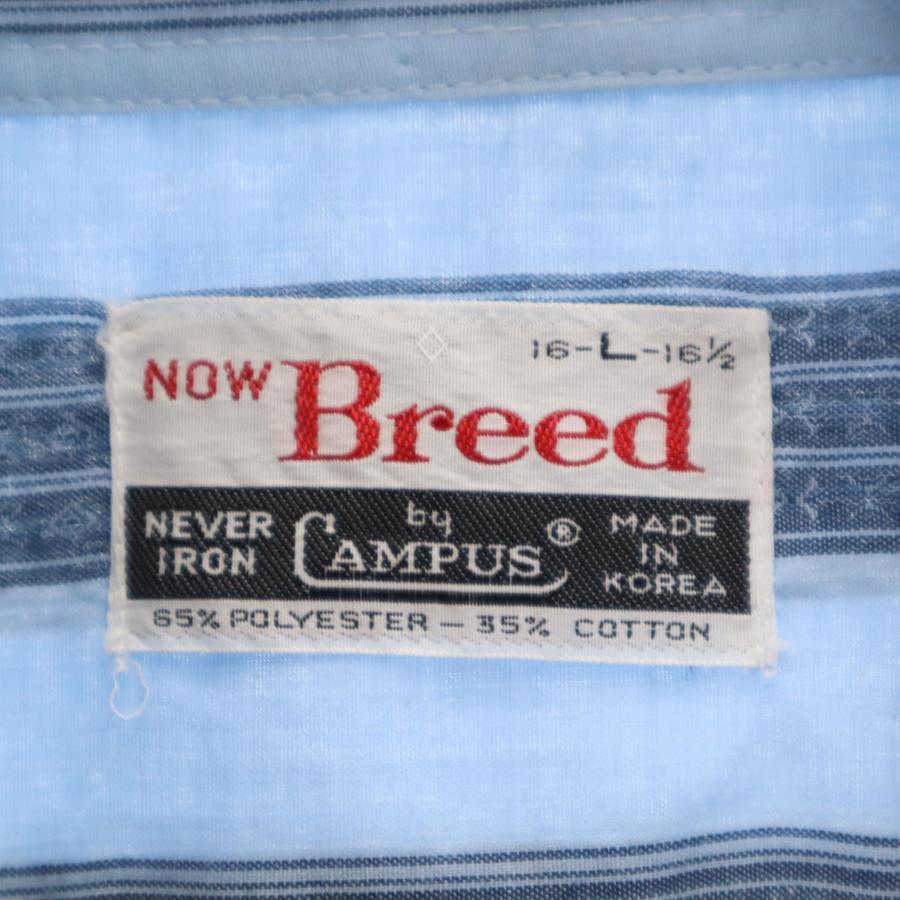 16-L-16½
NOW Breed
NEVER IRON
by CAMPUS®
MADE IN KOREA
65% POLYESTER – 35% COTTON